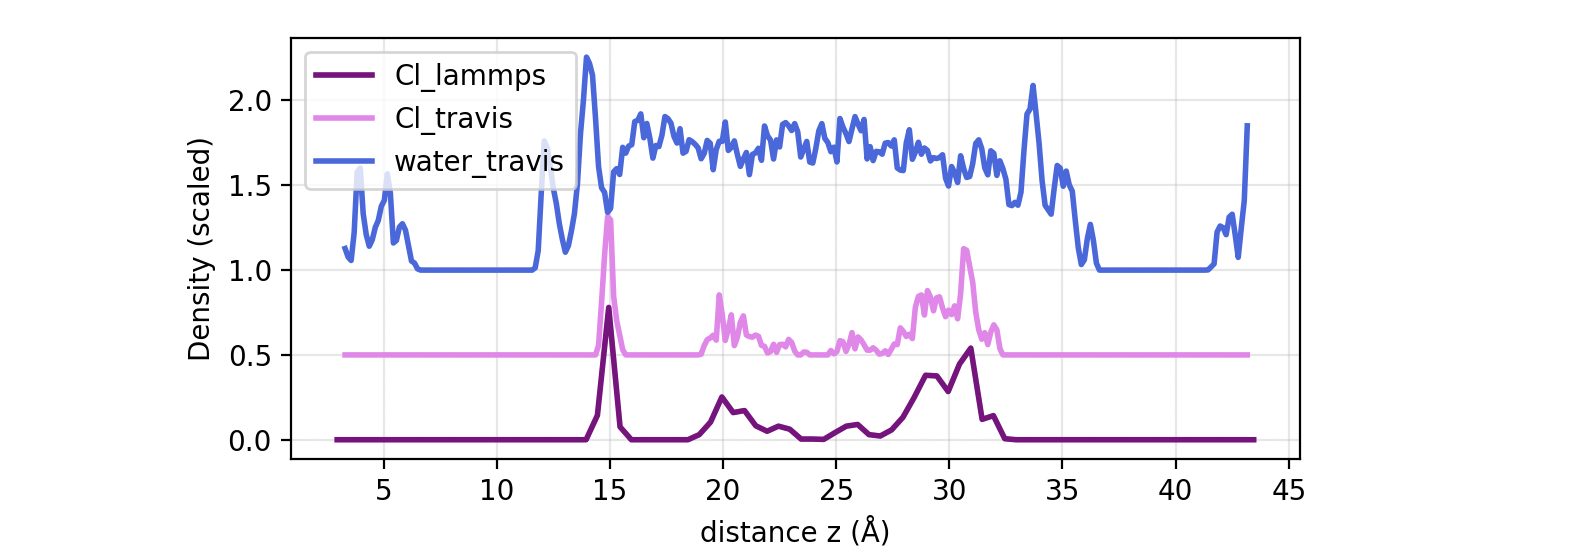 Cl_lammps
Cl_travis
water_travis
Density (scaled)
2.0
1.5
1.0
0.5
0.0
5 10 15 20 25 30 35 40 45
distance z (Å)